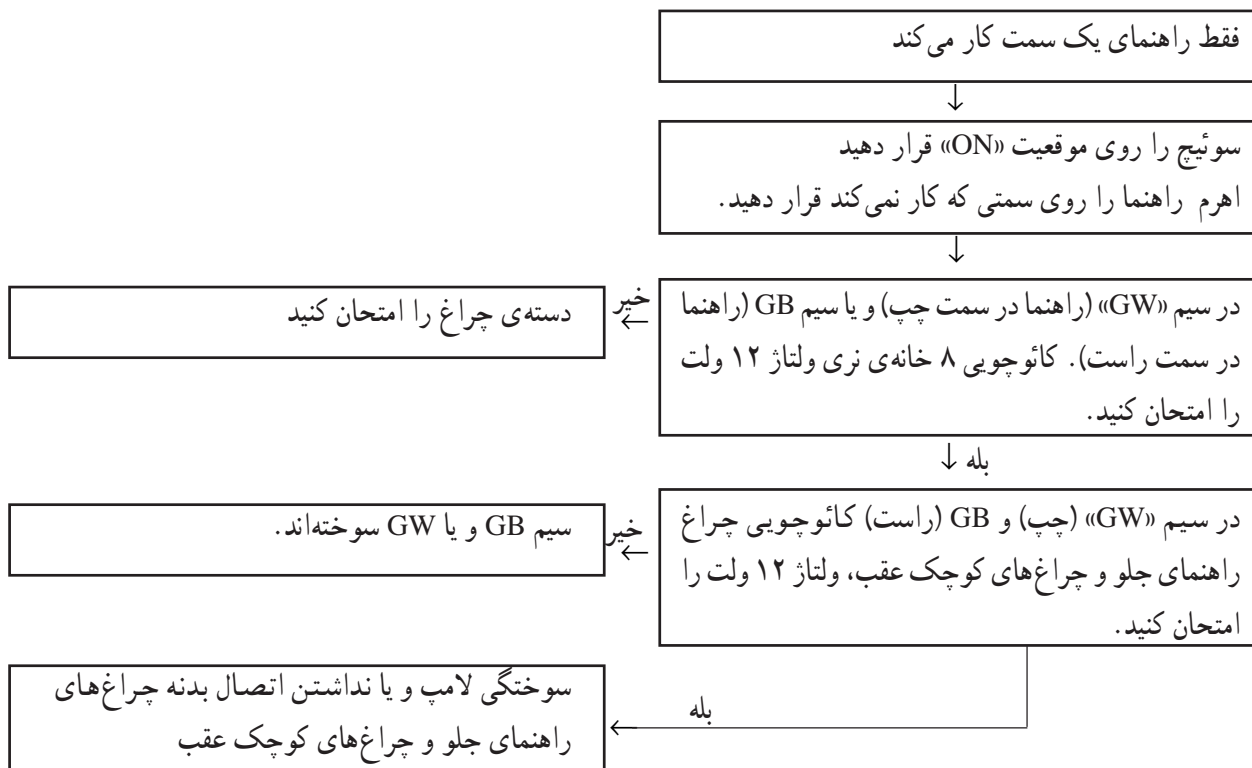 فقط راهنمای یک سمت کار می‌کند
↓
سوئیچ را روی موقعیت «ON» قرار دهید
اهرم راهنما را روی سمتی که کار نمی‌کند قرار دهید.
↓
در سیم «GW» (راهنما در سمت چپ) و یا سیم GB (راهنما
در سمت راست). کائوچویی ۸ خانه‌ی نری ولتاژ ۱۲ ولت
را امتحان کنید.
خیر
←
دسته‌ی چراغ را امتحان کنید
بله ↓
در سیم «GW» (چپ) و GB (راست) کائوچویی چراغ
راهنمای جلو و چراغ‌های کوچک عقب، ولتاژ ۱۲ ولت را
امتحان کنید.
خیر
←
سیم GB و یا GW سوخته‌اند.
بله
←
سوختگی لامپ و یا نداشتن اتصال بدنه چراغ‌های
راهنمای جلو و چراغ‌های کوچک عقب